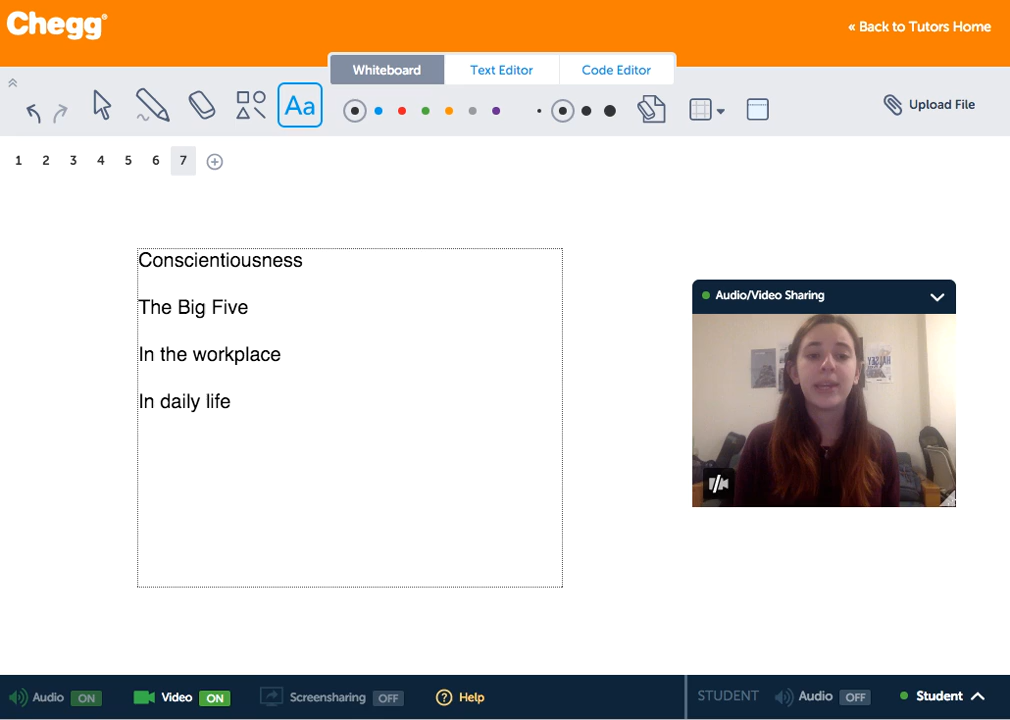 Chegg®
« Back to Tutors Home
Whiteboard
Text Editor
Code Editor
Aa
Upload File
1 2 3 4 5 6 7
Conscientiousness
The Big Five
In the workplace
In daily life
Audio/Video Sharing
HALSEY
Audio ON
Video ON
Screensharing OFF
? Help
STUDENT
Audio OFF
Student